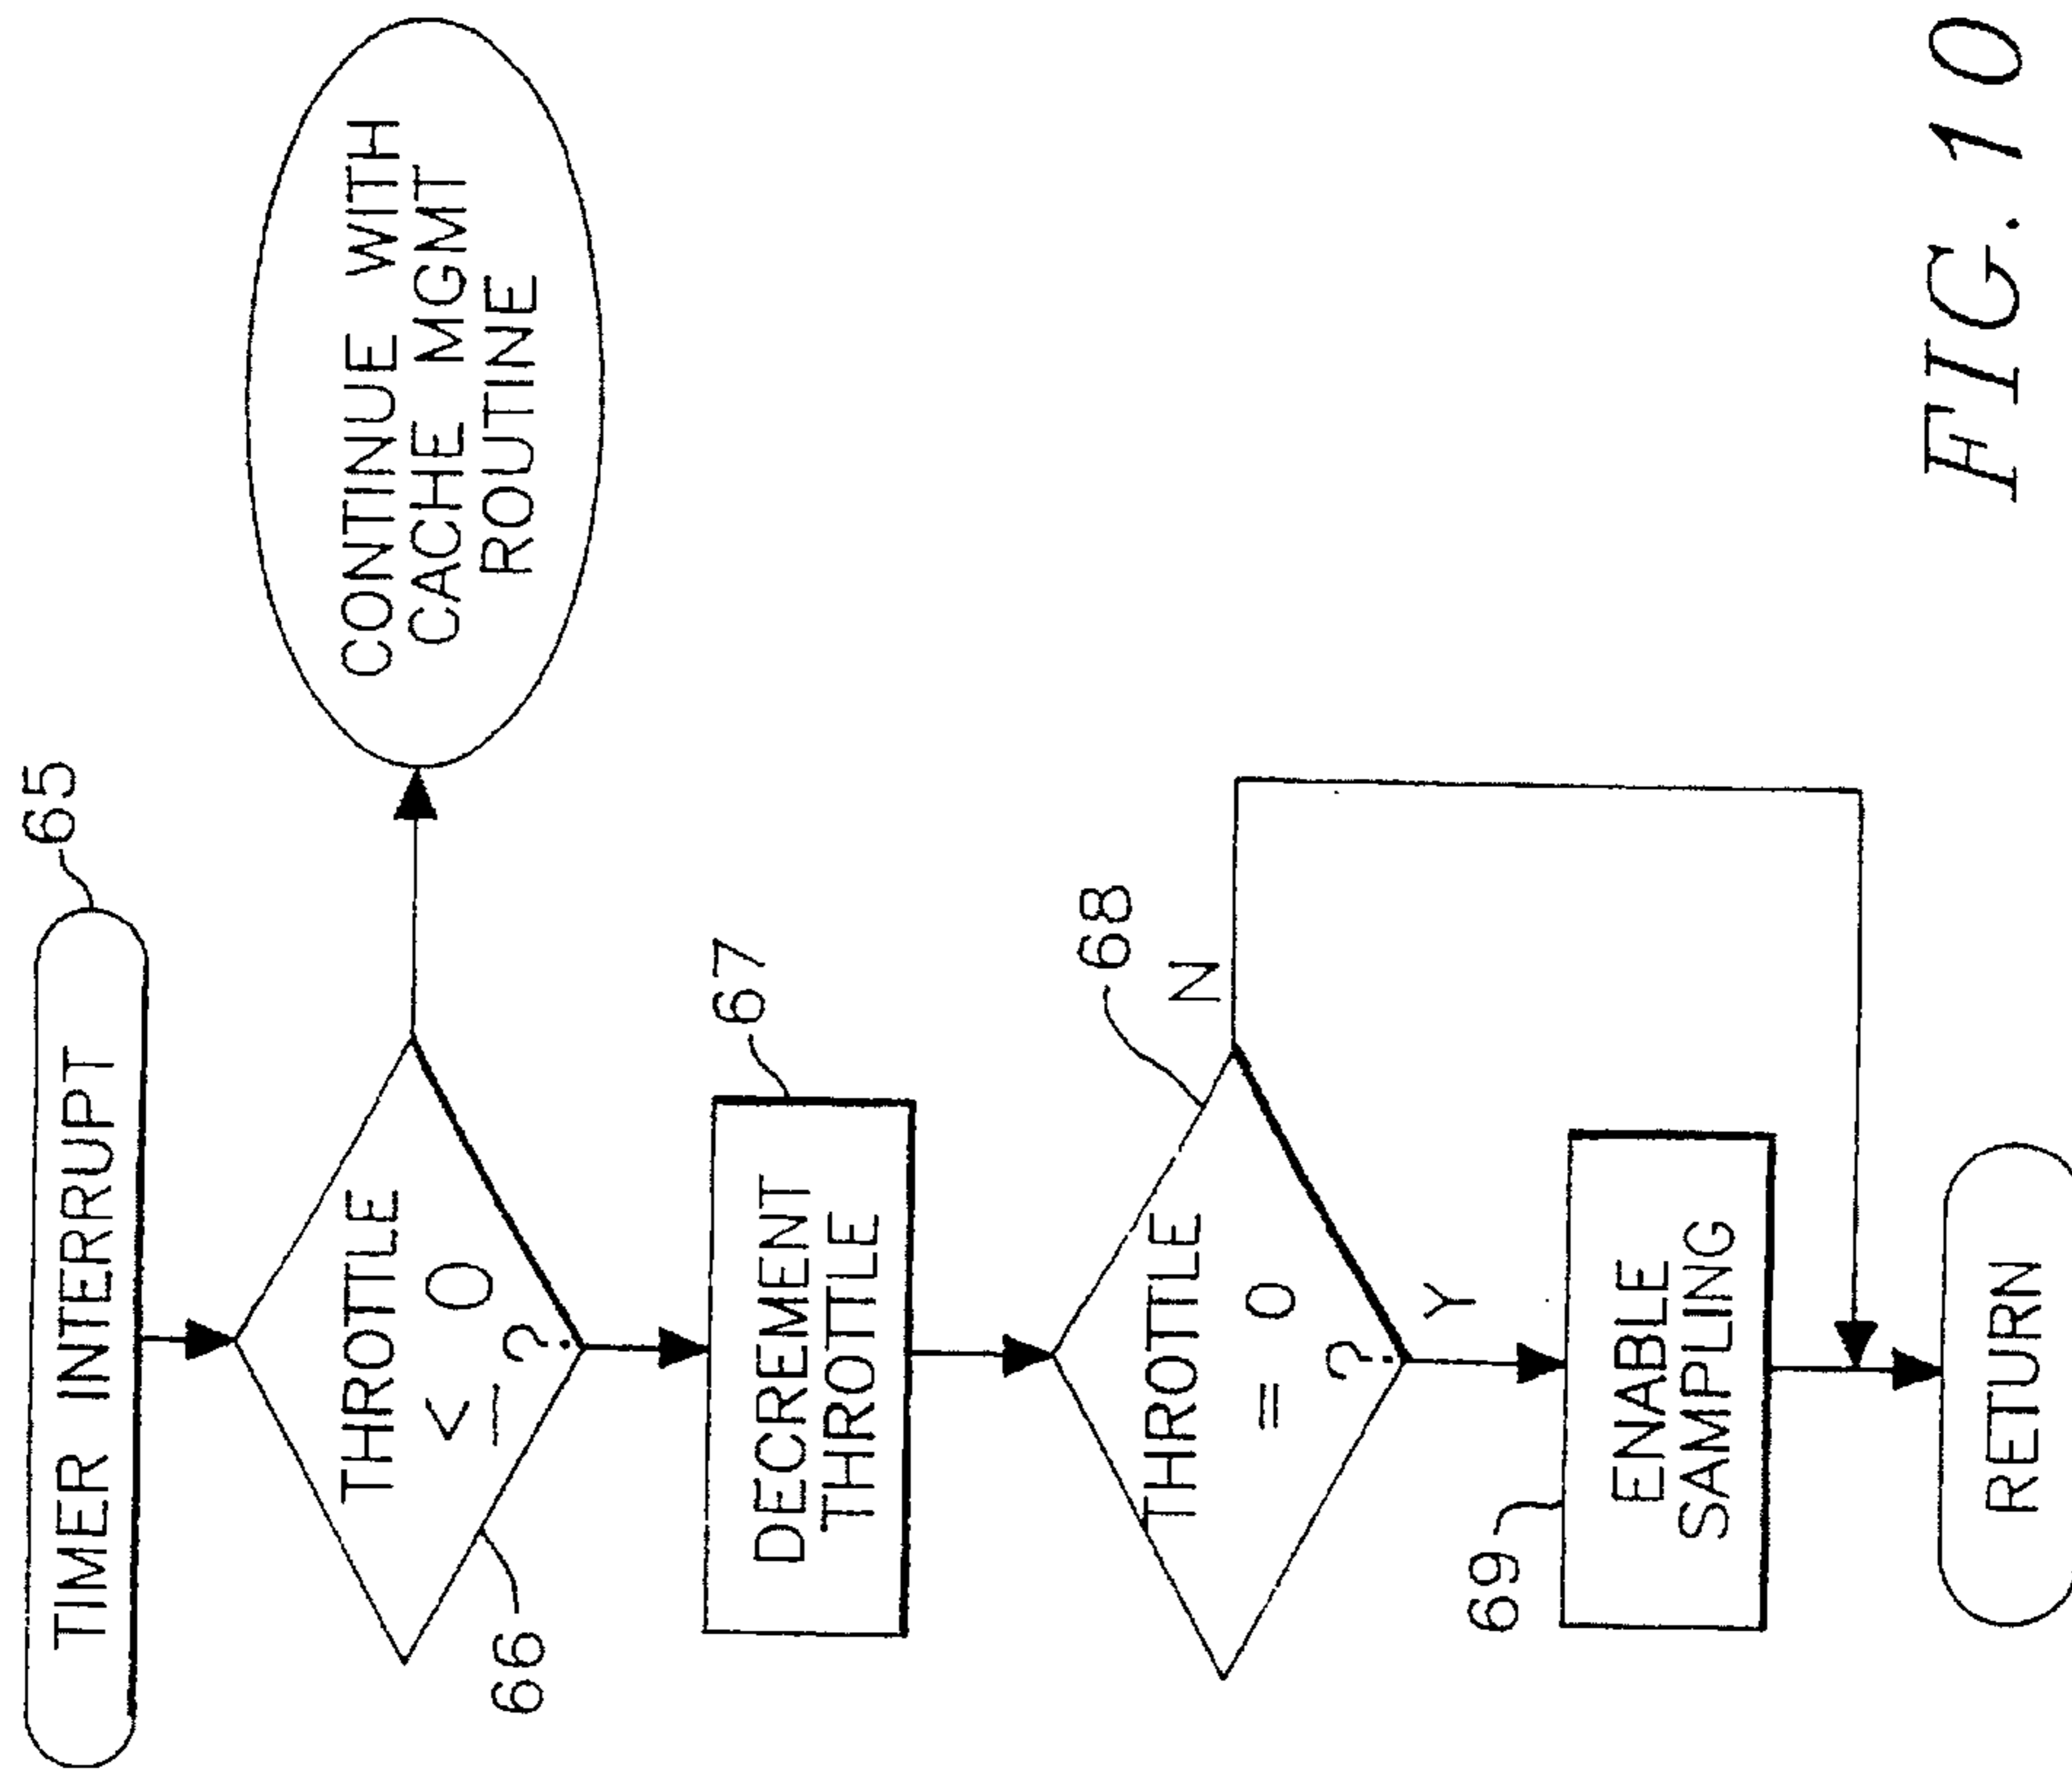 TIMER INTERRUPT
65
THROTTLE
≤ 0
?
66
CONTINUE WITH
CACHE MGMT
ROUTINE
DECREMENT
THROTTLE
67
THROTTLE
= 0
?
68
N
Y
ENABLE
SAMPLING
69
RETURN
FIG. 10